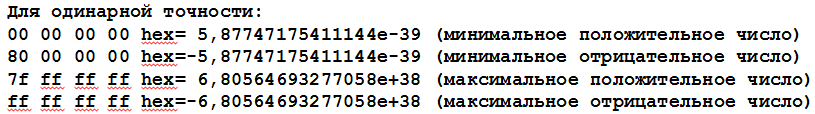 Для одинарной точности:
00 00 00 00 hex= 5,87747175411144e-39 (минимальное положительное число)
80 00 00 00 hex=-5,87747175411144e-39 (минимальное отрицательное число)
7f ff ff ff hex= 6,80564693277058e+38 (максимальное положительное число)
ff ff ff ff hex=-6,80564693277058e+38 (максимальное отрицательное число)